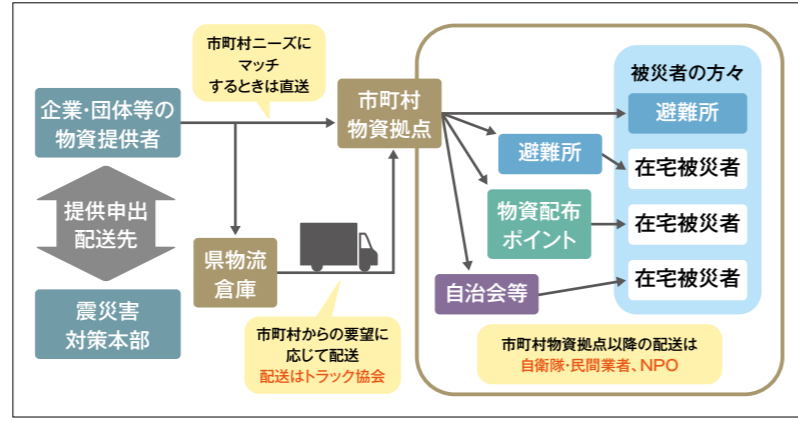 市町村ニーズに
マッチ
するときは直送
企業・団体等の
物資提供者
提供申出
配送先
震災害
対策本部
県物流
倉庫
市町村からの要望に
応じて配送
配送はトラック協会
市町村
物資拠点
被災者の方々
避難所
避難所
在宅被災者
物資配布
ポイント
在宅被災者
自治会等
在宅被災者
市町村物資拠点以降の配送は
自衛隊・民間業者、NPO